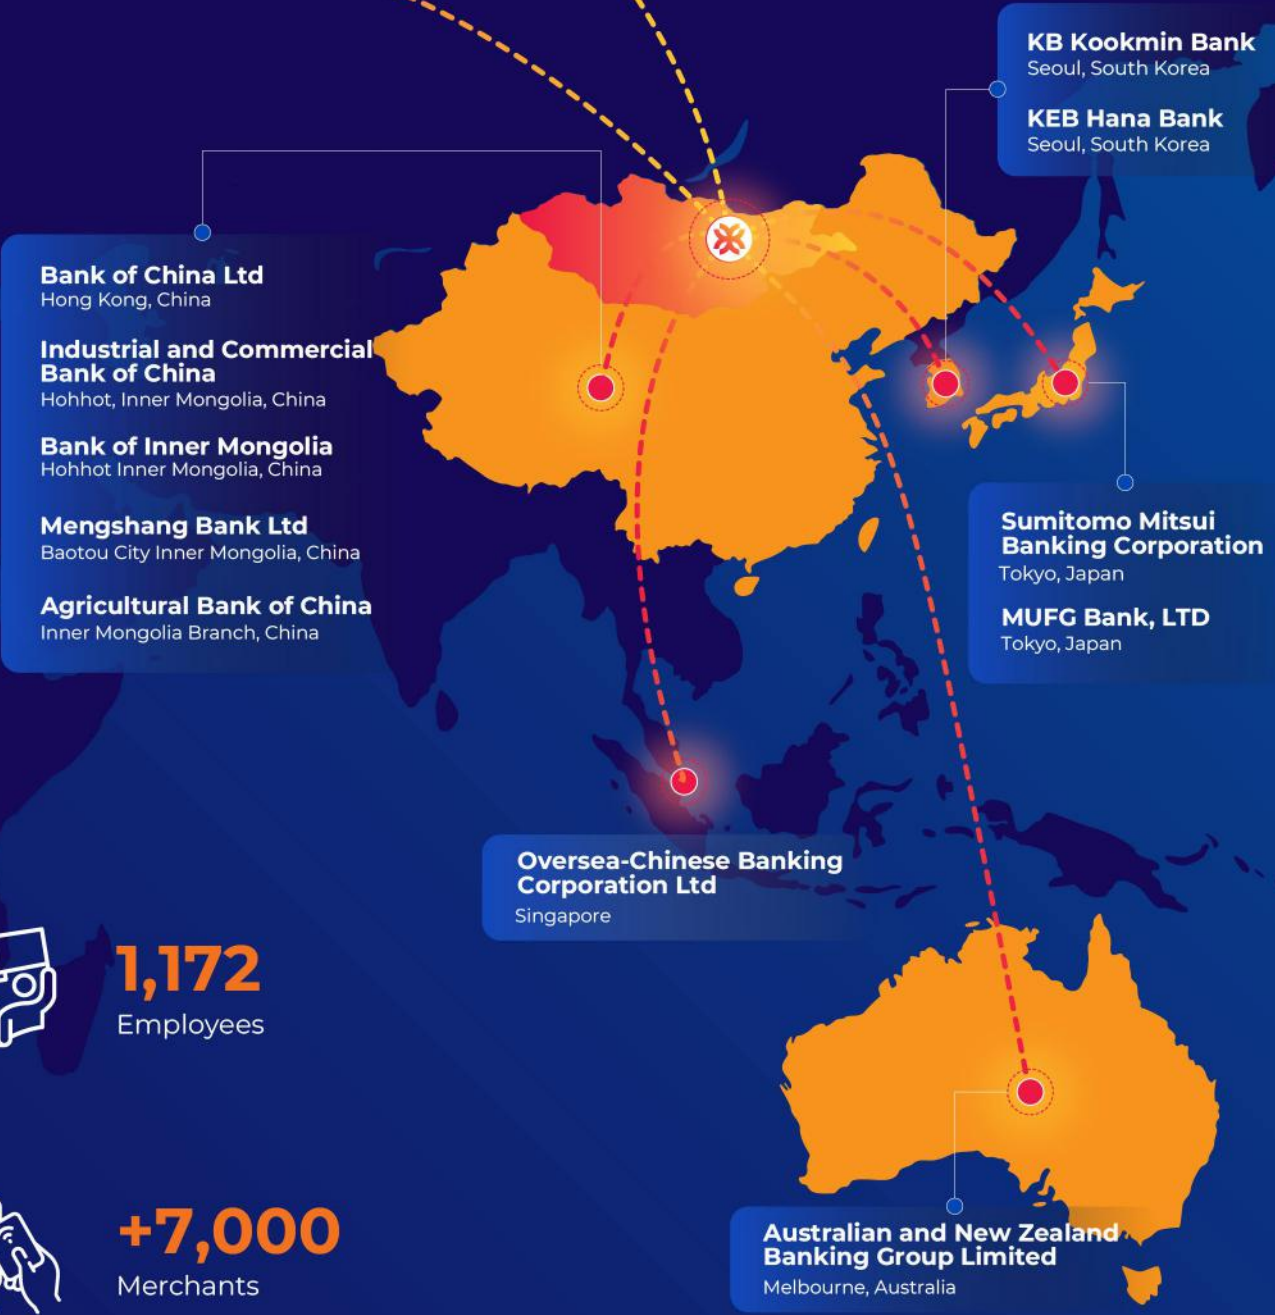 KB Kookmin Bank
Seoul, South Korea
KEB Hana Bank
Seoul, South Korea
Bank of China Ltd
Hong Kong, China
Industrial and Commercial
Bank of China
Hohhot, Inner Mongolia, China
Bank of Inner Mongolia
Hohhot Inner Mongolia, China
Mengshang Bank Ltd
Baotou City Inner Mongolia, China
Agricultural Bank of China
Inner Mongolia Branch, China
Sumitomo Mitsui
Banking Corporation
Tokyo, Japan
MUFG Bank, LTD
Tokyo, Japan
Oversea-Chinese Banking
Corporation Ltd
Singapore
1,172
Employees
+7,000
Merchants
Australian and New Zealand
Banking Group Limited
Melbourne, Australia